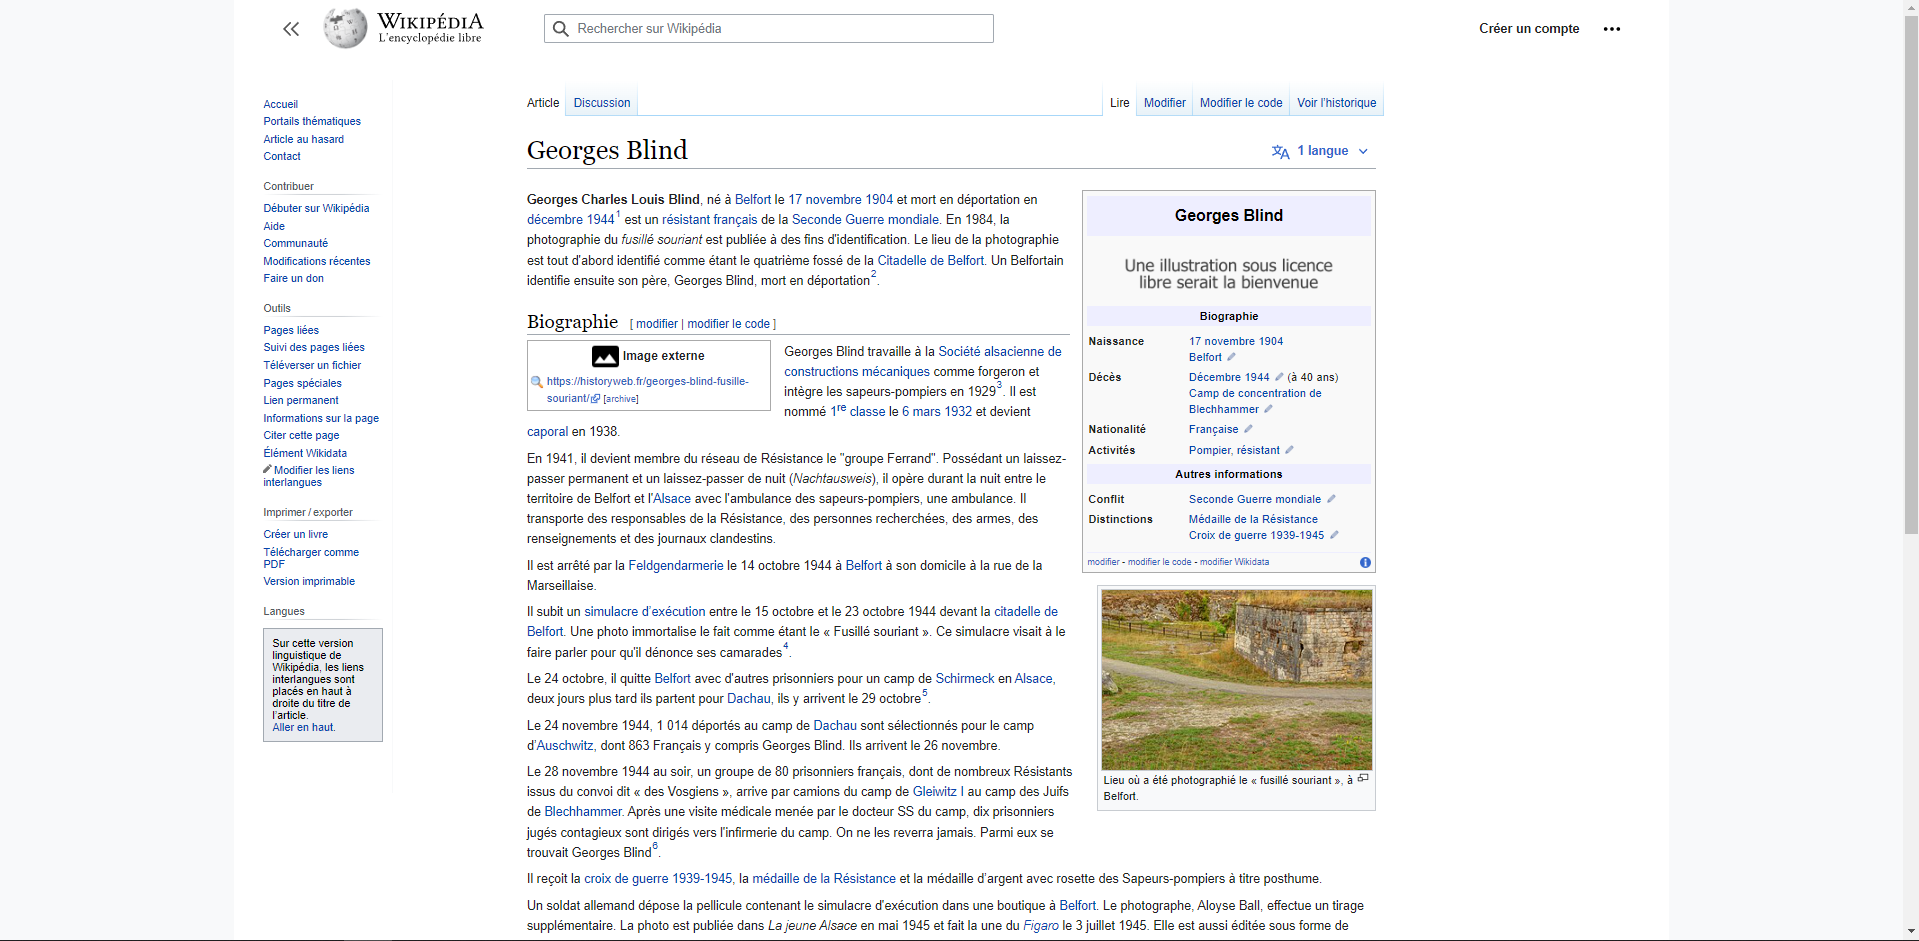 WIKIPÉDIA
L'encyclopédie libre
Rechercher sur Wikipédia
Créer un compte
Accueil
Portails thématiques
Article au hasard
Contact
Contribuer
Débuter sur Wikipédia
Aide
Communauté
Modifications récentes
Faire un don
Outils
Pages liées
Suivi des pages liées
Téléverser un fichier
Pages spéciales
Lien permanent
Informations sur la page
Citer cette page
Élément Wikidata
Modifier les liens
interlangues
Imprimer / exporter
Créer un livre
Télécharger comme
PDF
Version imprimable
Langues
Sur cette version
linguistique de
Wikipédia, les liens
interlangues sont
placés en haut à
droite du titre de
l'article.
Aller en haut.
Article Discussion Lire Modifier Modifier le code Voir l'historique
Georges Blind
1 langue
Georges Charles Louis Blind, né à Belfort le 17 novembre 1904 et mort en déportation en
décembre 1944¹ est un résistant français de la Seconde Guerre mondiale. En 1984, la
photographie du fusillé souriant est publiée à des fins d'identification. Le lieu de la photographie
est tout d'abord identifié comme étant le quatrième fossé de la Citadelle de Belfort. Un Belfortain
identifie ensuite son père, Georges Blind, mort en déportation².
Biographie [ modifier | modifier le code ]
Image externe
https://historyweb.fr/georges-blind-fusille-
souriant/ [archive]
Georges Blind travaille à la Société alsacienne de
constructions mécaniques comme forgeron et
intègre les sapeurs-pompiers en 1929³. Il est
nommé 1re classe le 6 mars 1932 et devient
caporal en 1938.
En 1941, il devient membre du réseau de Résistance le "groupe Ferrand". Possédant un laissez-
passer permanent et un laissez-passer de nuit (Nachtausweis), il opère durant la nuit entre le
territoire de Belfort et l'Alsace avec l'ambulance des sapeurs-pompiers, une ambulance. Il
transporte des responsables de la Résistance, des personnes recherchées, des armes, des
renseignements et des journaux clandestins.
Il est arrêté par la Feldgendarmerie le 14 octobre 1944 à Belfort à son domicile à la rue de la
Marseillaise.
Il subit un simulacre d'exécution entre le 15 octobre et le 23 octobre 1944 devant la citadelle de
Belfort. Une photo immortalise le fait comme étant le « Fusillé souriant ». Ce simulacre visait à le
faire parler pour qu'il dénonce ses camarades⁴.
Le 24 octobre, il quitte Belfort avec d'autres prisonniers pour un camp de Schirmeck en Alsace,
deux jours plus tard ils partent pour Dachau, ils y arrivent le 29 octobre⁵.
Le 24 novembre 1944, 1 014 déportés au camp de Dachau sont sélectionnés pour le camp
d'Auschwitz, dont 863 Français y compris Georges Blind. Ils arrivent le 26 novembre.
Le 28 novembre 1944 au soir, un groupe de 80 prisonniers français, dont de nombreux Résistants
issus du convoi dit « des Vosgiens », arrive par camions du camp de Gleiwitz I au camp des Juifs
de Blechhammer. Après une visite médicale menée par le docteur SS du camp, dix prisonniers
jugés contagieux sont dirigés vers l'infirmerie du camp. On ne les reverra jamais. Parmi eux se
trouvait Georges Blind⁶.
Il reçoit la croix de guerre 1939-1945, la médaille de la Résistance et la médaille d'argent avec rosette des Sapeurs-pompiers à titre posthume.
Un soldat allemand dépose la pellicule contenant le simulacre d'exécution dans une boutique à Belfort. Le photographe, Aloyse Ball, effectue un tirage
supplémentaire. La photo est publiée dans La jeune Alsace en mai 1945 et fait la une du Figaro le 3 juillet 1945. Elle est aussi éditée sous forme de
Georges Blind
Une illustration sous licence
libre serait la bienvenue
Biographie
Naissance 17 novembre 1904
Belfort
Décès Décembre 1944 (à 40 ans)
Camp de concentration de
Blechhammer
Nationalité Française
Activités Pompier, résistant
Autres informations
Conflit Seconde Guerre mondiale
Distinctions Médaille de la Résistance
Croix de guerre 1939-1945
modifier - modifier le code - modifier Wikidata
Lieu où a été photographié le « fusillé souriant », à
Belfort.